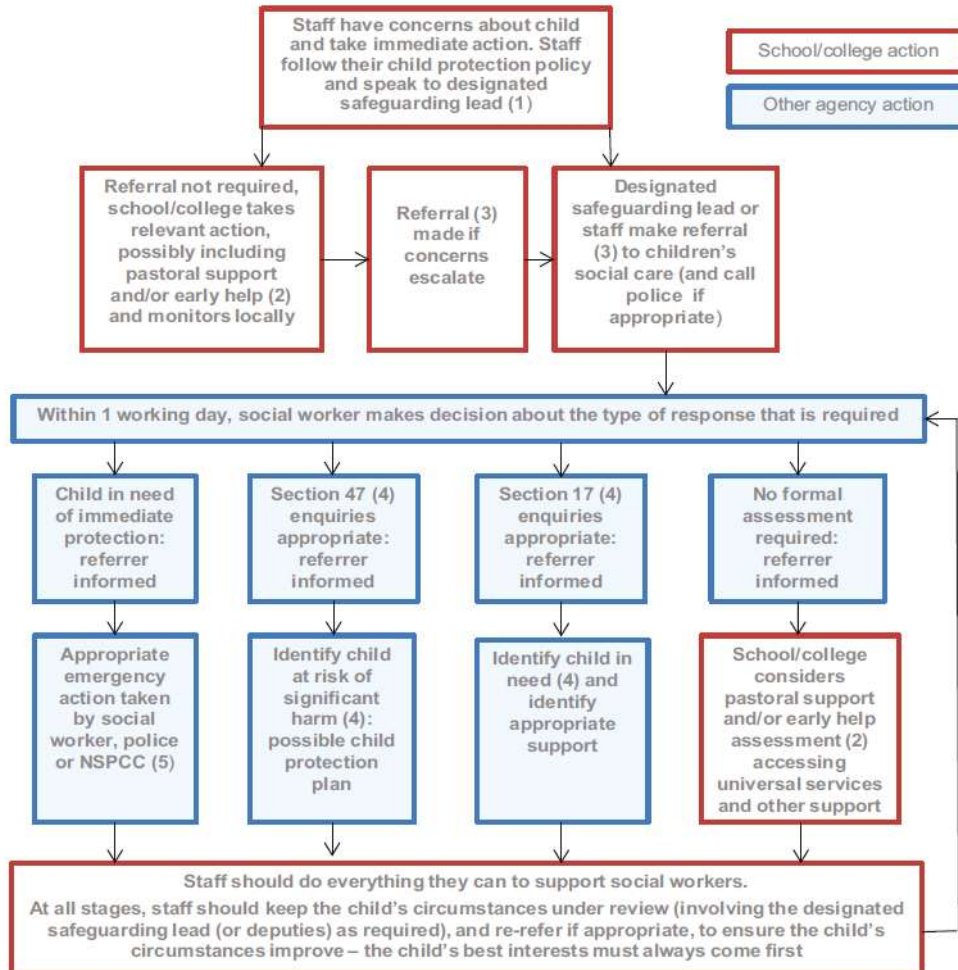 Staff have concerns about child
and take immediate action. Staff
follow their child protection policy
and speak to designated
safeguarding lead (1)
School/college action
Other agency action
Referral not required,
school/college takes
relevant action,
possibly including
pastoral support
and/or early help (2)
and monitors locally
Referral (3)
made if
concerns
escalate
Designated
safeguarding lead or
staff make referral
(3) to children’s
social care (and call
police if
appropriate)
Within 1 working day, social worker makes decision about the type of response that is required
Child in need
of immediate
protection:
referrer
informed
Section 47 (4)
enquiries
appropriate:
referrer
informed
Section 17 (4)
enquiries
appropriate:
referrer
informed
No formal
assessment
required:
referrer
informed
Appropriate
emergency
action taken
by social
worker, police
or NSPCC (5)
Identify child
at risk of
significant
harm (4):
possible child
protection
plan
Identify child in
need (4) and
identify
appropriate
support
School/college
considers
pastoral support
and/or early help
assessment (2)
accessing
universal services
and other support
Staff should do everything they can to support social workers.
At all stages, staff should keep the child’s circumstances under review (involving the designated
safeguarding lead (or deputies) as required), and re-refer if appropriate, to ensure the child’s
circumstances improve – the child’s best interests must always come first